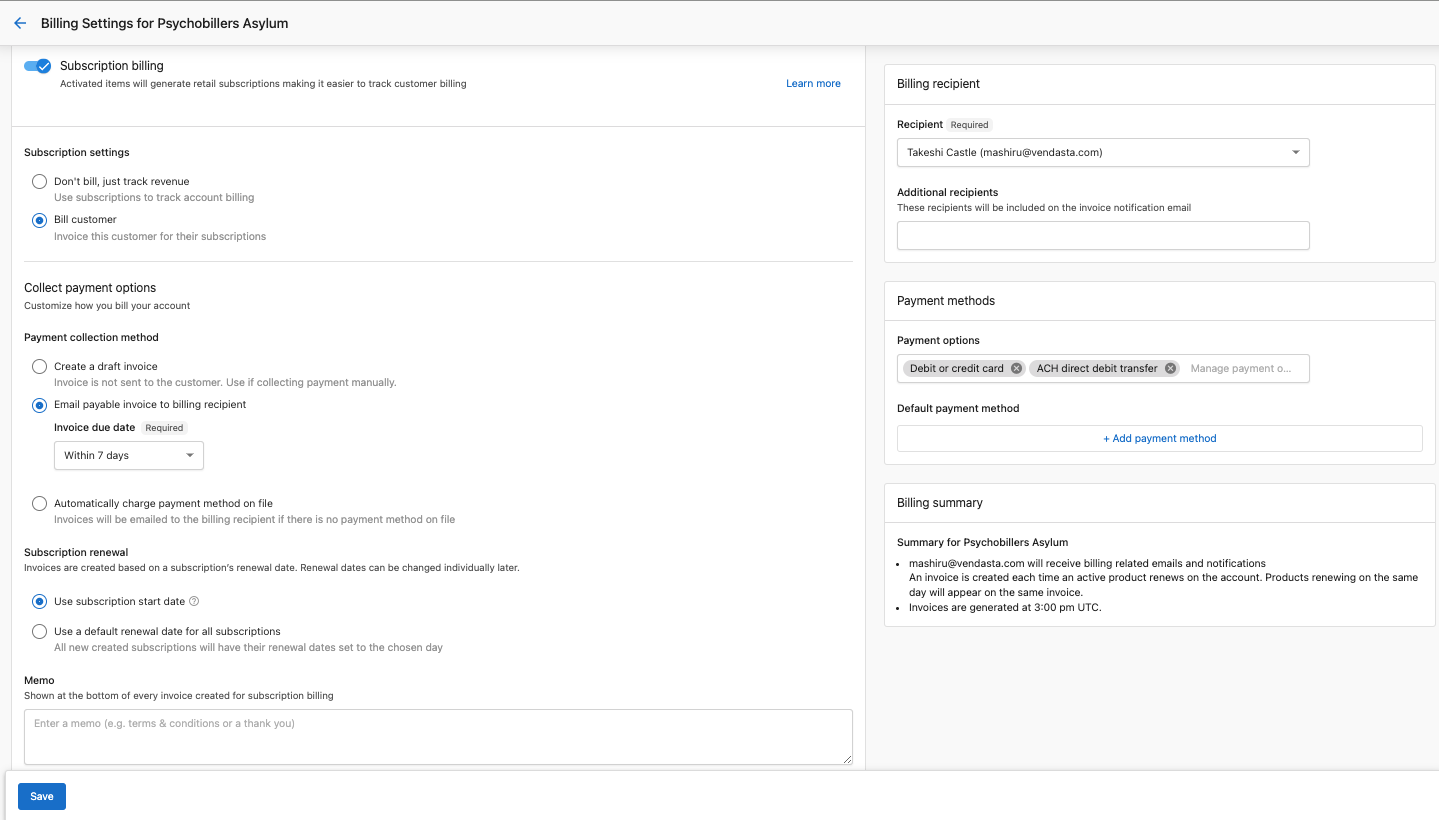 Billing Settings for Psychobillers Asylum
Subscription billing
Activated items will generate retail subscriptions making it easier to track customer billing
Learn more
Subscription settings
Don't bill, just track revenue
Use subscriptions to track account billing
Bill customer
Invoice this customer for their subscriptions
Collect payment options
Customize how you bill your account
Payment collection method
Create a draft invoice
Invoice is not sent to the customer. Use if collecting payment manually.
Email payable invoice to billing recipient
Invoice due date Required
Within 7 days
Automatically charge payment method on file
Invoices will be emailed to the billing recipient if there is no payment method on file
Subscription renewal
Invoices are created based on a subscription's renewal date. Renewal dates can be changed individually later.
Use subscription start date
Use a default renewal date for all subscriptions
All new created subscriptions will have their renewal dates set to the chosen day
Memo
Shown at the bottom of every invoice created for subscription billing
Enter a memo (e.g. terms & conditions or a thank you)
Save
Billing recipient
Recipient Required
Takeshi Castle (mashiru@vendasta.com)
Additional recipients
These recipients will be included on the invoice notification email
Payment methods
Payment options
Debit or credit card ACH direct debit transfer Manage payment o...
Default payment method
+ Add payment method
Billing summary
Summary for Psychobillers Asylum
• mashiru@vendasta.com will receive billing related emails and notifications
An invoice is created each time an active product renews on the account. Products renewing on the same
day will appear on the same invoice.
• Invoices are generated at 3:00 pm UTC.